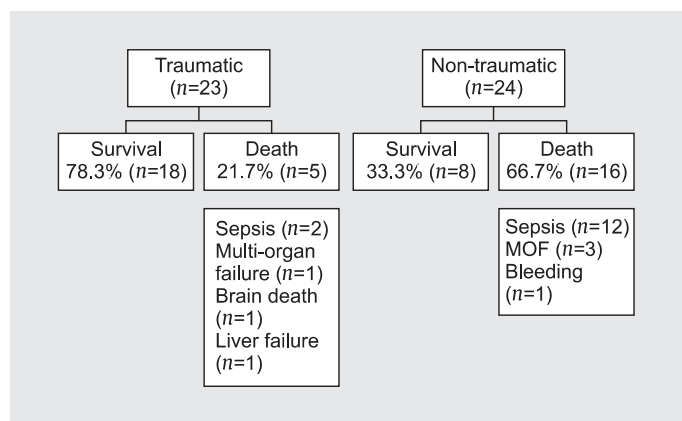 Traumatic
(n=23)
Non-traumatic
(n=24)
Survival
78.3% (n=18)
Death
21.7% (n=5)
Survival
33.3% (n=8)
Death
66.7% (n=16)
Sepsis (n=2)
Multi-organ
failure (n=1)
Brain death
(n=1)
Liver failure
(n=1)
Sepsis (n=12)
MOF (n=3)
Bleeding
(n=1)